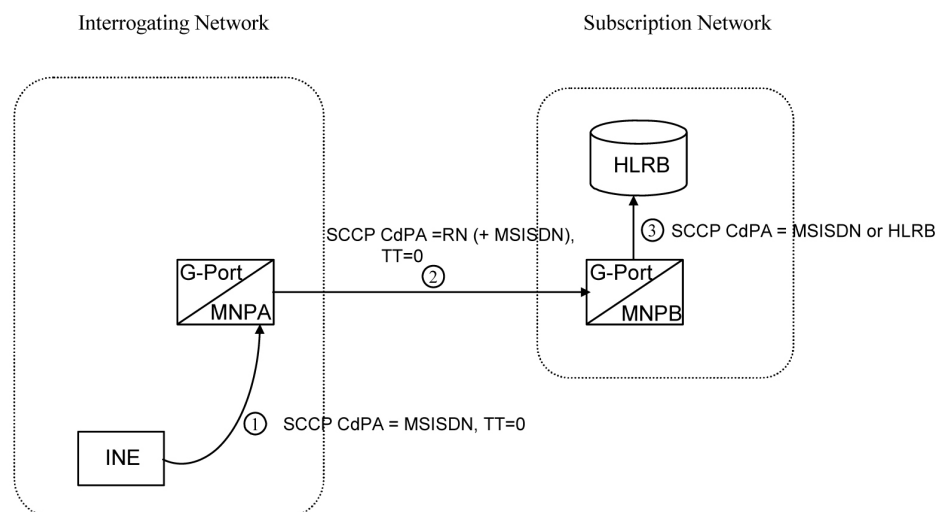 Interrogating Network
Subscription Network
HLRB
SCCP CdPA =RN (+ MSISDN),
TT=0
2
3 SCCP CdPA = MSISDN or HLRB
G-Port
MNPA
G-Port
MNPB
1 SCCP CdPA = MSISDN, TT=0
INE